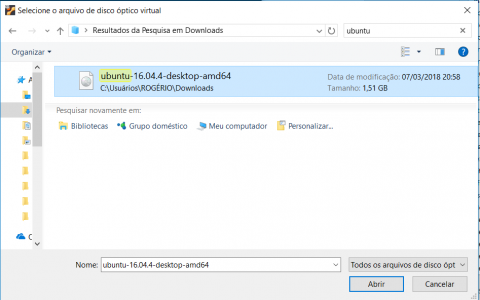 Selecione o arquivo de disco óptico virtual
Resultados da Pesquisa em Downloads
ubuntu
Organizar
ubuntu-16.04.4-desktop-amd64
C:\Usuários\ROGÉRIO\Downloads
Data de modificação: 07/03/2018 20:58
Tamanho: 1,51 GB
Pesquisar novamente em:
Bibliotecas
Grupo doméstico
Meu computador
Personalizar...
Nome:
ubuntu-16.04.4-desktop-amd64
Todos os arquivos de disco ópt
Abrir
Cancelar